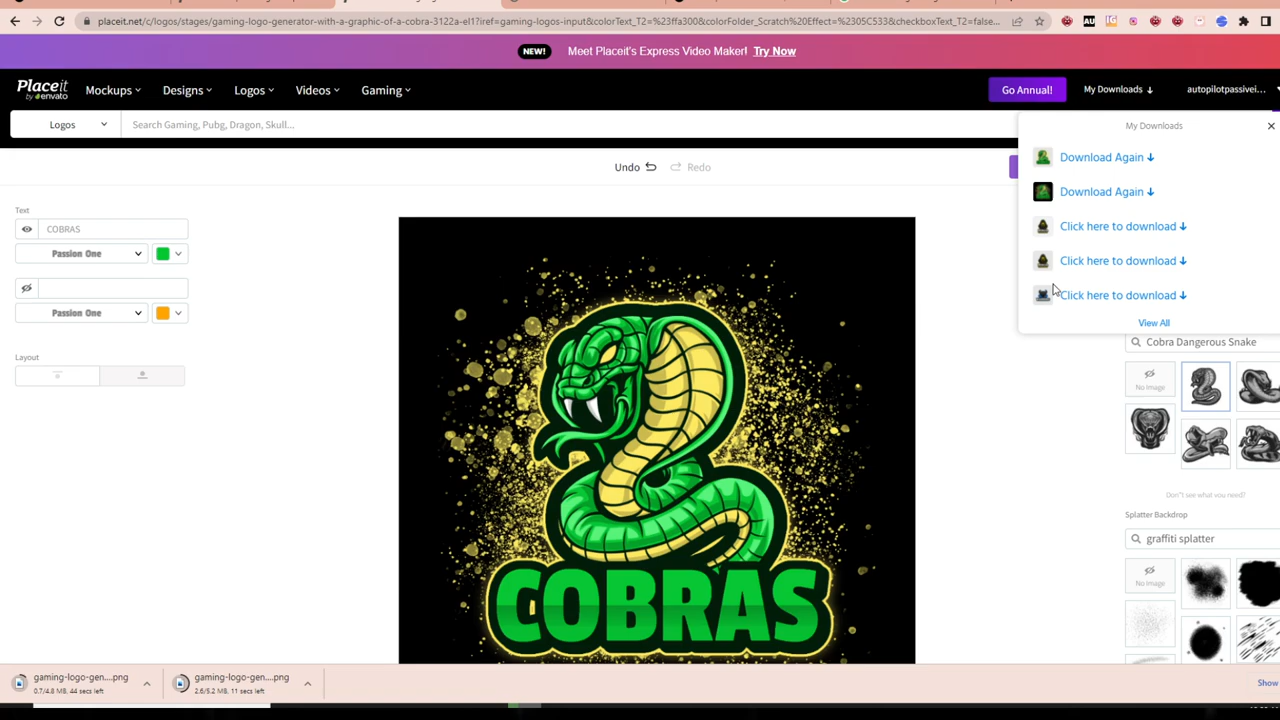 placeit.net/c/logos/stages/gaming-logo-generator-with-a-graphic-of-a-cobra-3122a-el1?ref=gaming-logos-input&colorText_T2=%23ffa300&colorFolder_Scratch%20Effect=%2305C533&checkboxText_T2=false...
NEW! Meet Placeit's Express Video Maker! Try Now
Placeit by envato
Mockups Designs Logos Videos Gaming Go Annual! My Downloads autopilotpassivei...
Logos Search Gaming, Pubg, Dragon, Skull...
My Downloads
Download Again
Download Again
Click here to download
Click here to download
Click here to download
View All
Undo Redo
Text
COBRAS
Passion One
Passion One
Layout
COBRAS
Cobra Dangerous Snake
No Image
Don"t see what you need?
Splatter Backdrop
graffiti splatter
No Image
gaming-logo-gen....png
0.7/4.8 MB, 44 secs left
gaming-logo-gen....png
2.6/5.2 MB, 11 secs left
Show